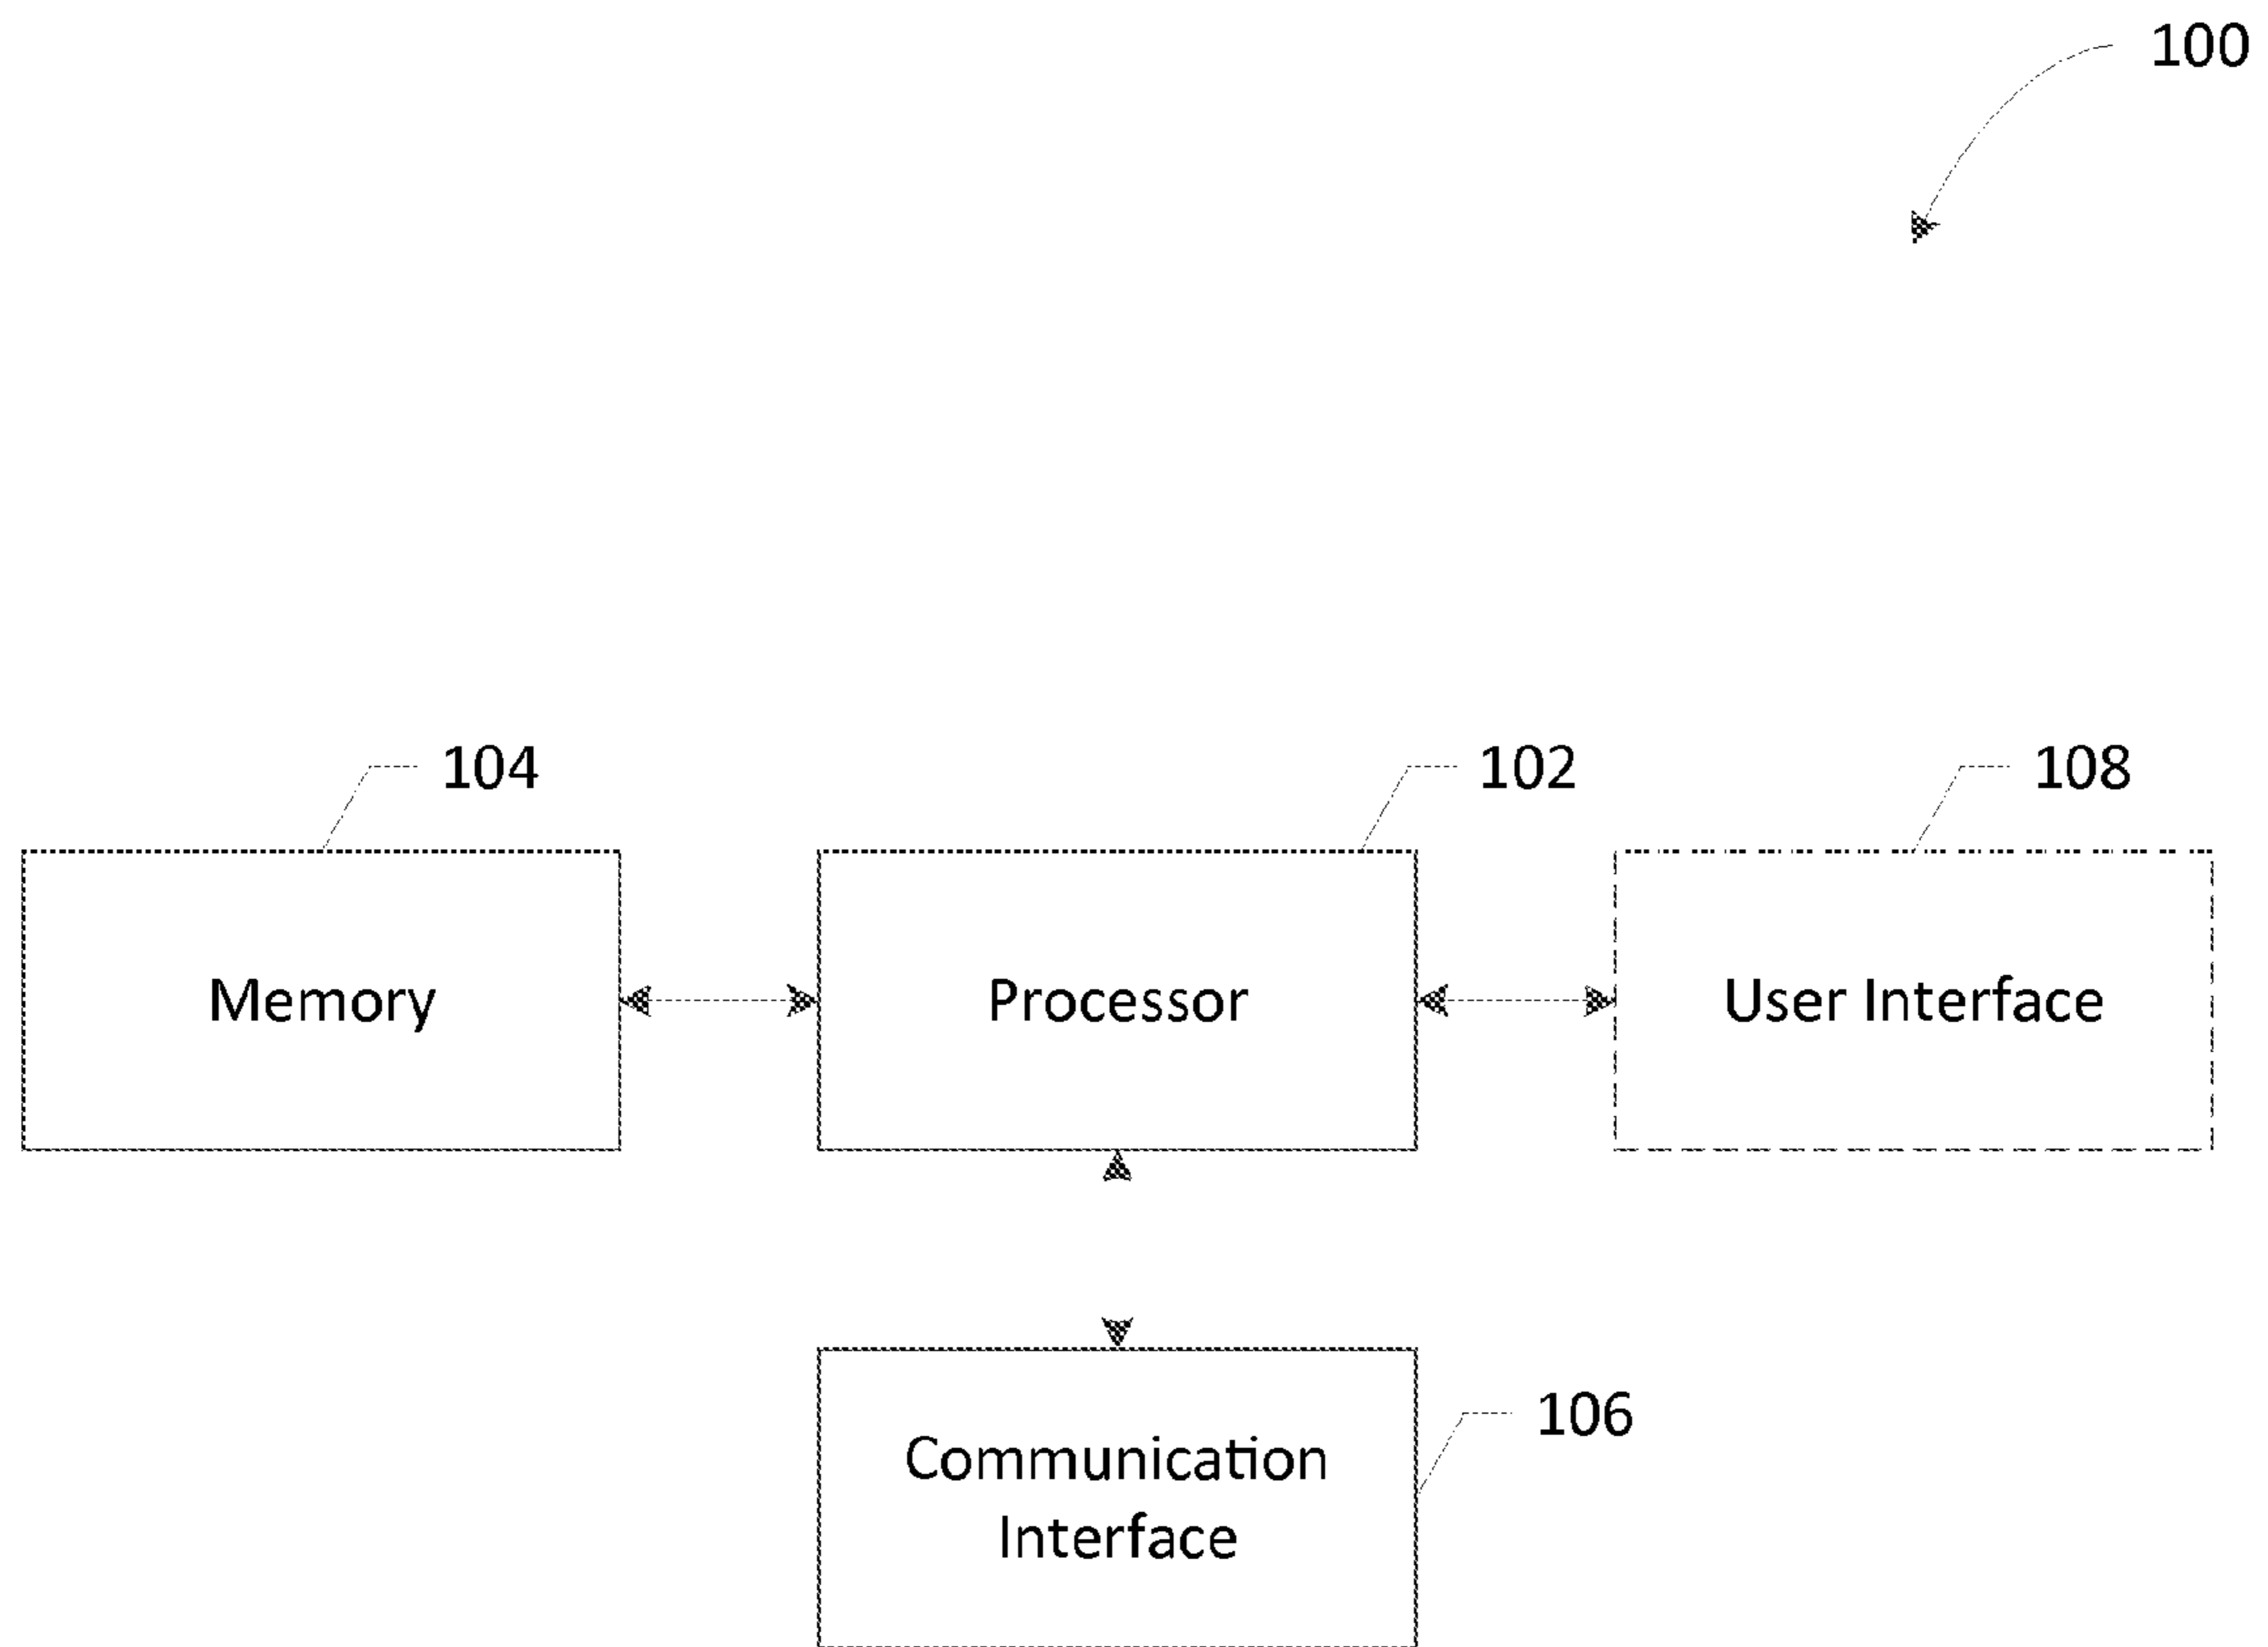 100
104
102
108
Memory
Processor
User Interface
106
Communication
Interface